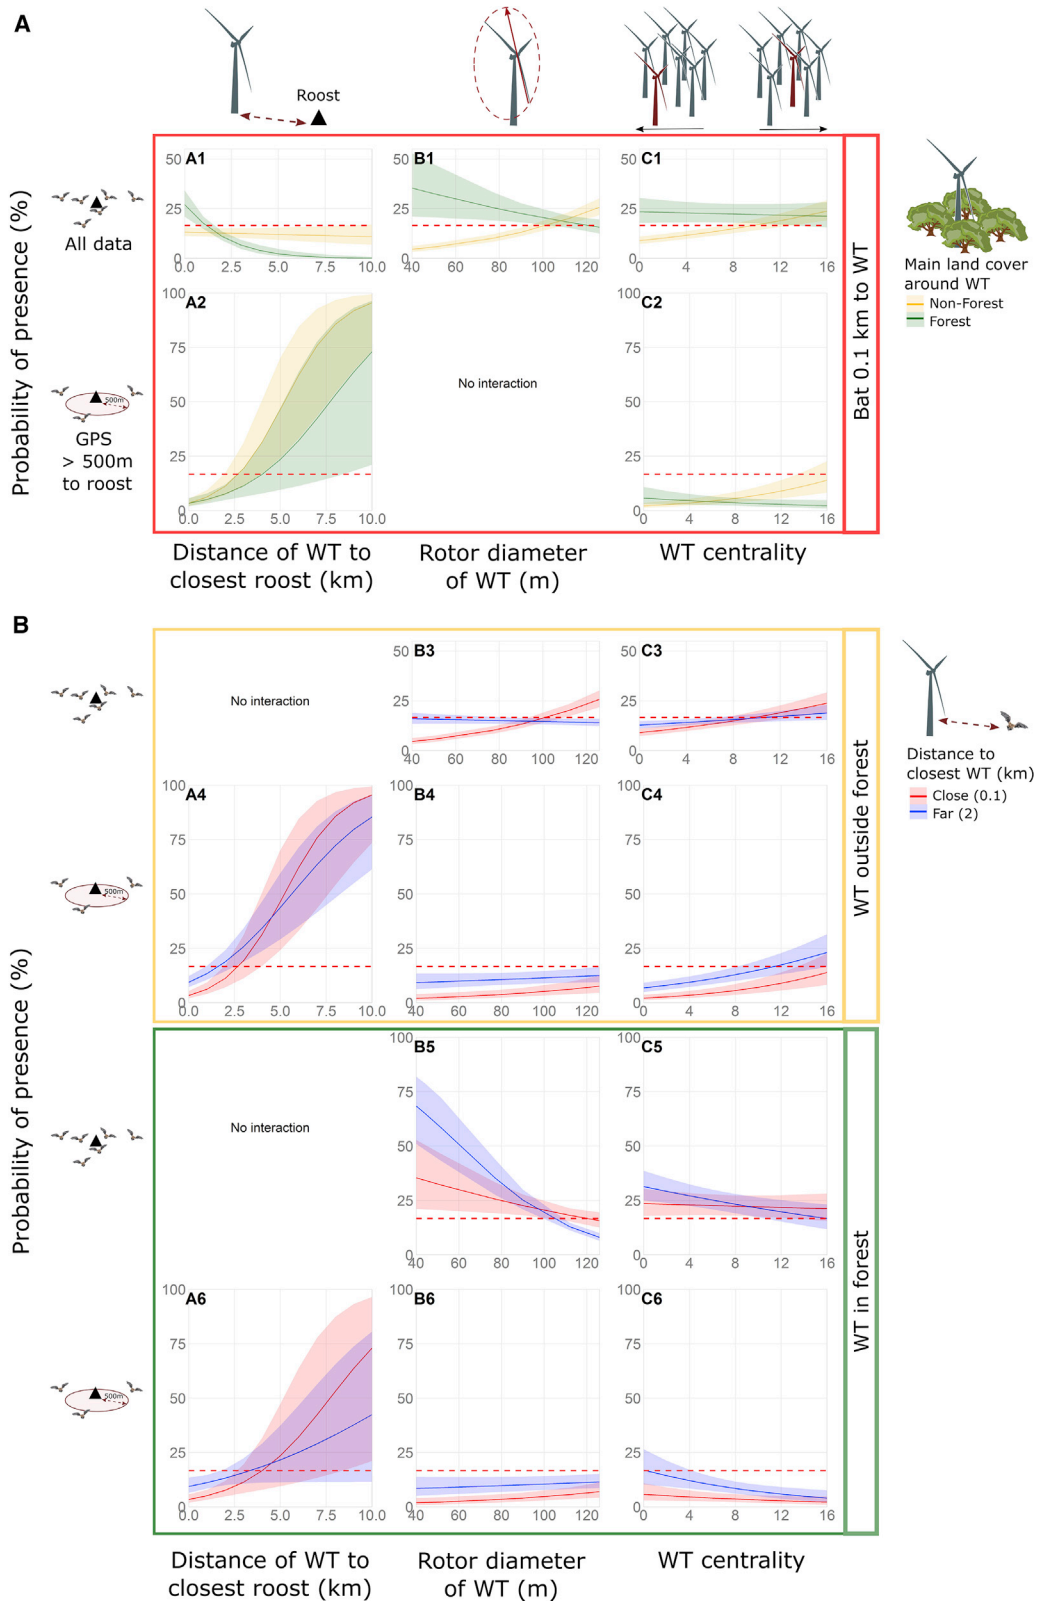 A
Roost
Probability of presence (%)
All data
50
25
0
A1
0.0
2.5
5.0
7.5
10.0
50
25
0
B1
40
60
80
100
120
50
25
0
C1
0
4
8
12
16
Main land cover
around WT
Non-Forest
Forest
500m
GPS
> 500m
to roost
100
75
50
25
0
A2
0.0
2.5
5.0
7.5
10.0
No interaction
100
75
50
25
0
C2
0
4
8
12
16
Bat 0.1 km to WT
Distance of WT to
closest roost (km)
Rotor diameter
of WT (m)
WT centrality
B
Probability of presence (%)
No interaction
50
25
0
B3
40
60
80
100
120
50
25
0
C3
0
4
8
12
16
Distance to
closest WT (km)
Close (0.1)
Far (2)
500m
100
75
50
25
0
A4
0.0
2.5
5.0
7.5
10.0
100
75
50
25
0
B4
40
60
80
100
120
100
75
50
25
0
C4
0
4
8
12
16
WT outside forest
No interaction
100
75
50
25
0
B5
40
60
80
100
120
100
75
50
25
0
C5
0
4
8
12
16
500m
100
75
50
25
0
A6
0.0
2.5
5.0
7.5
10.0
100
75
50
25
0
B6
40
60
80
100
120
100
75
50
25
0
C6
0
4
8
12
16
WT in forest
Distance of WT to
closest roost (km)
Rotor diameter
of WT (m)
WT centrality